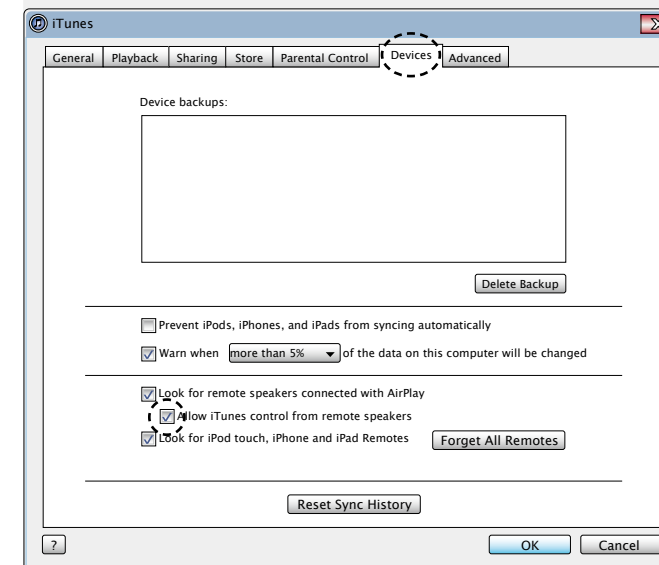 iTunes
General Playback Sharing Store Parental Control Devices Advanced
Device backups:
Delete Backup
Prevent iPods, iPhones, and iPads from syncing automatically
Warn when more than 5% of the data on this computer will be changed
Look for remote speakers connected with AirPlay
Allow iTunes control from remote speakers
Look for iPod touch, iPhone and iPad Remotes Forget All Remotes
Reset Sync History
? OK Cancel